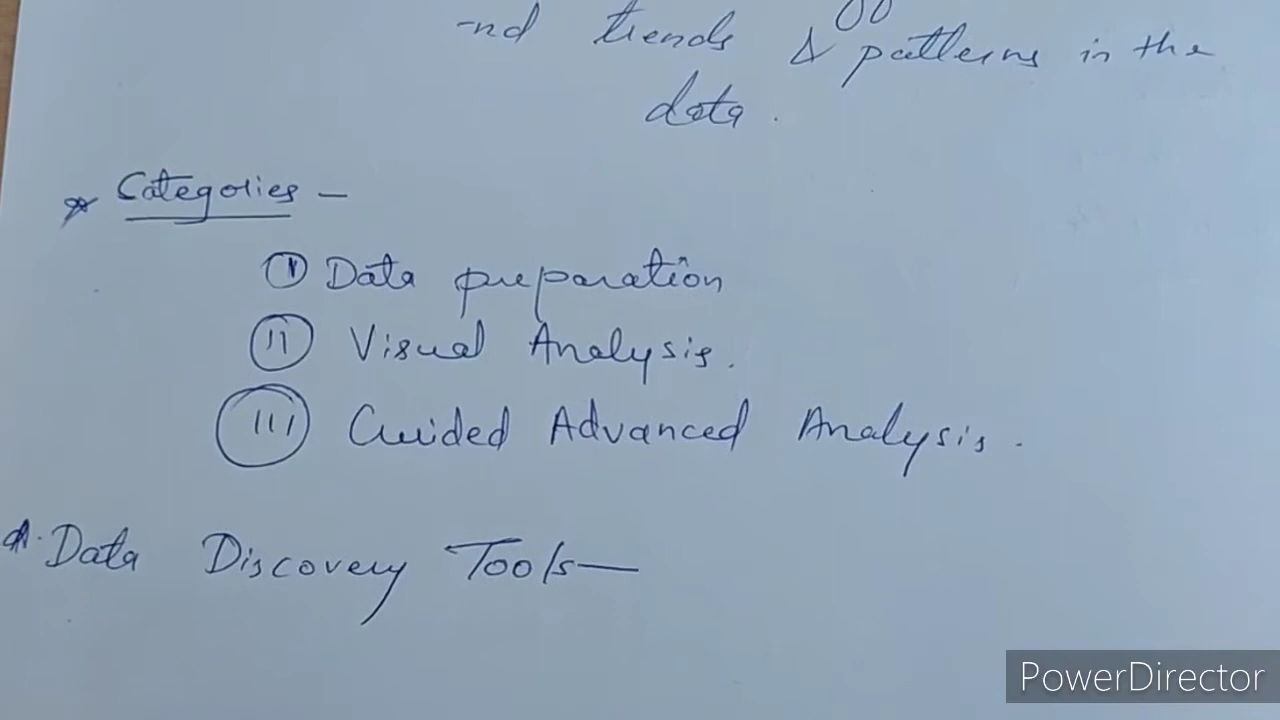 -nd trends & patterns in the
data.
* Categories -
(i) Data preparation
(ii) Visual Analysis.
(iii) Guided Advanced Analysis.
Data Discovery Tools-
PowerDirector